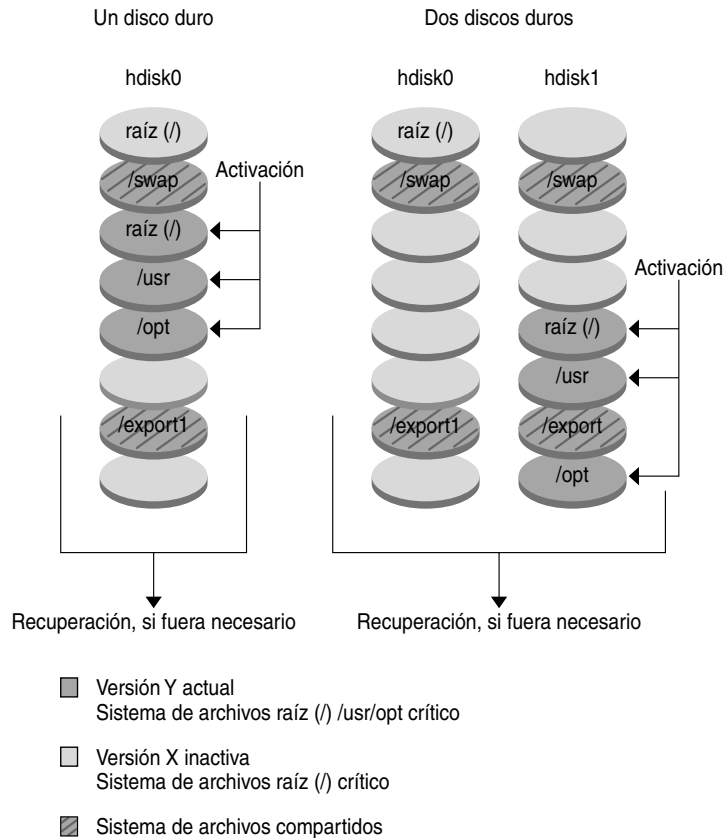 Un disco duro
Dos discos duros
hdisk0
raíz (/)
/swap
raíz (/)
/usr
/opt
/export1
Activación
hdisk0
raíz (/)
/swap
/export1
hdisk1
/swap
raíz (/)
/usr
/export
/opt
Activación
Recuperación, si fuera necesario
Recuperación, si fuera necesario
Versión Y actual
Sistema de archivos raíz (/) /usr/opt crítico
Versión X inactiva
Sistema de archivos raíz (/) crítico
Sistema de archivos compartidos